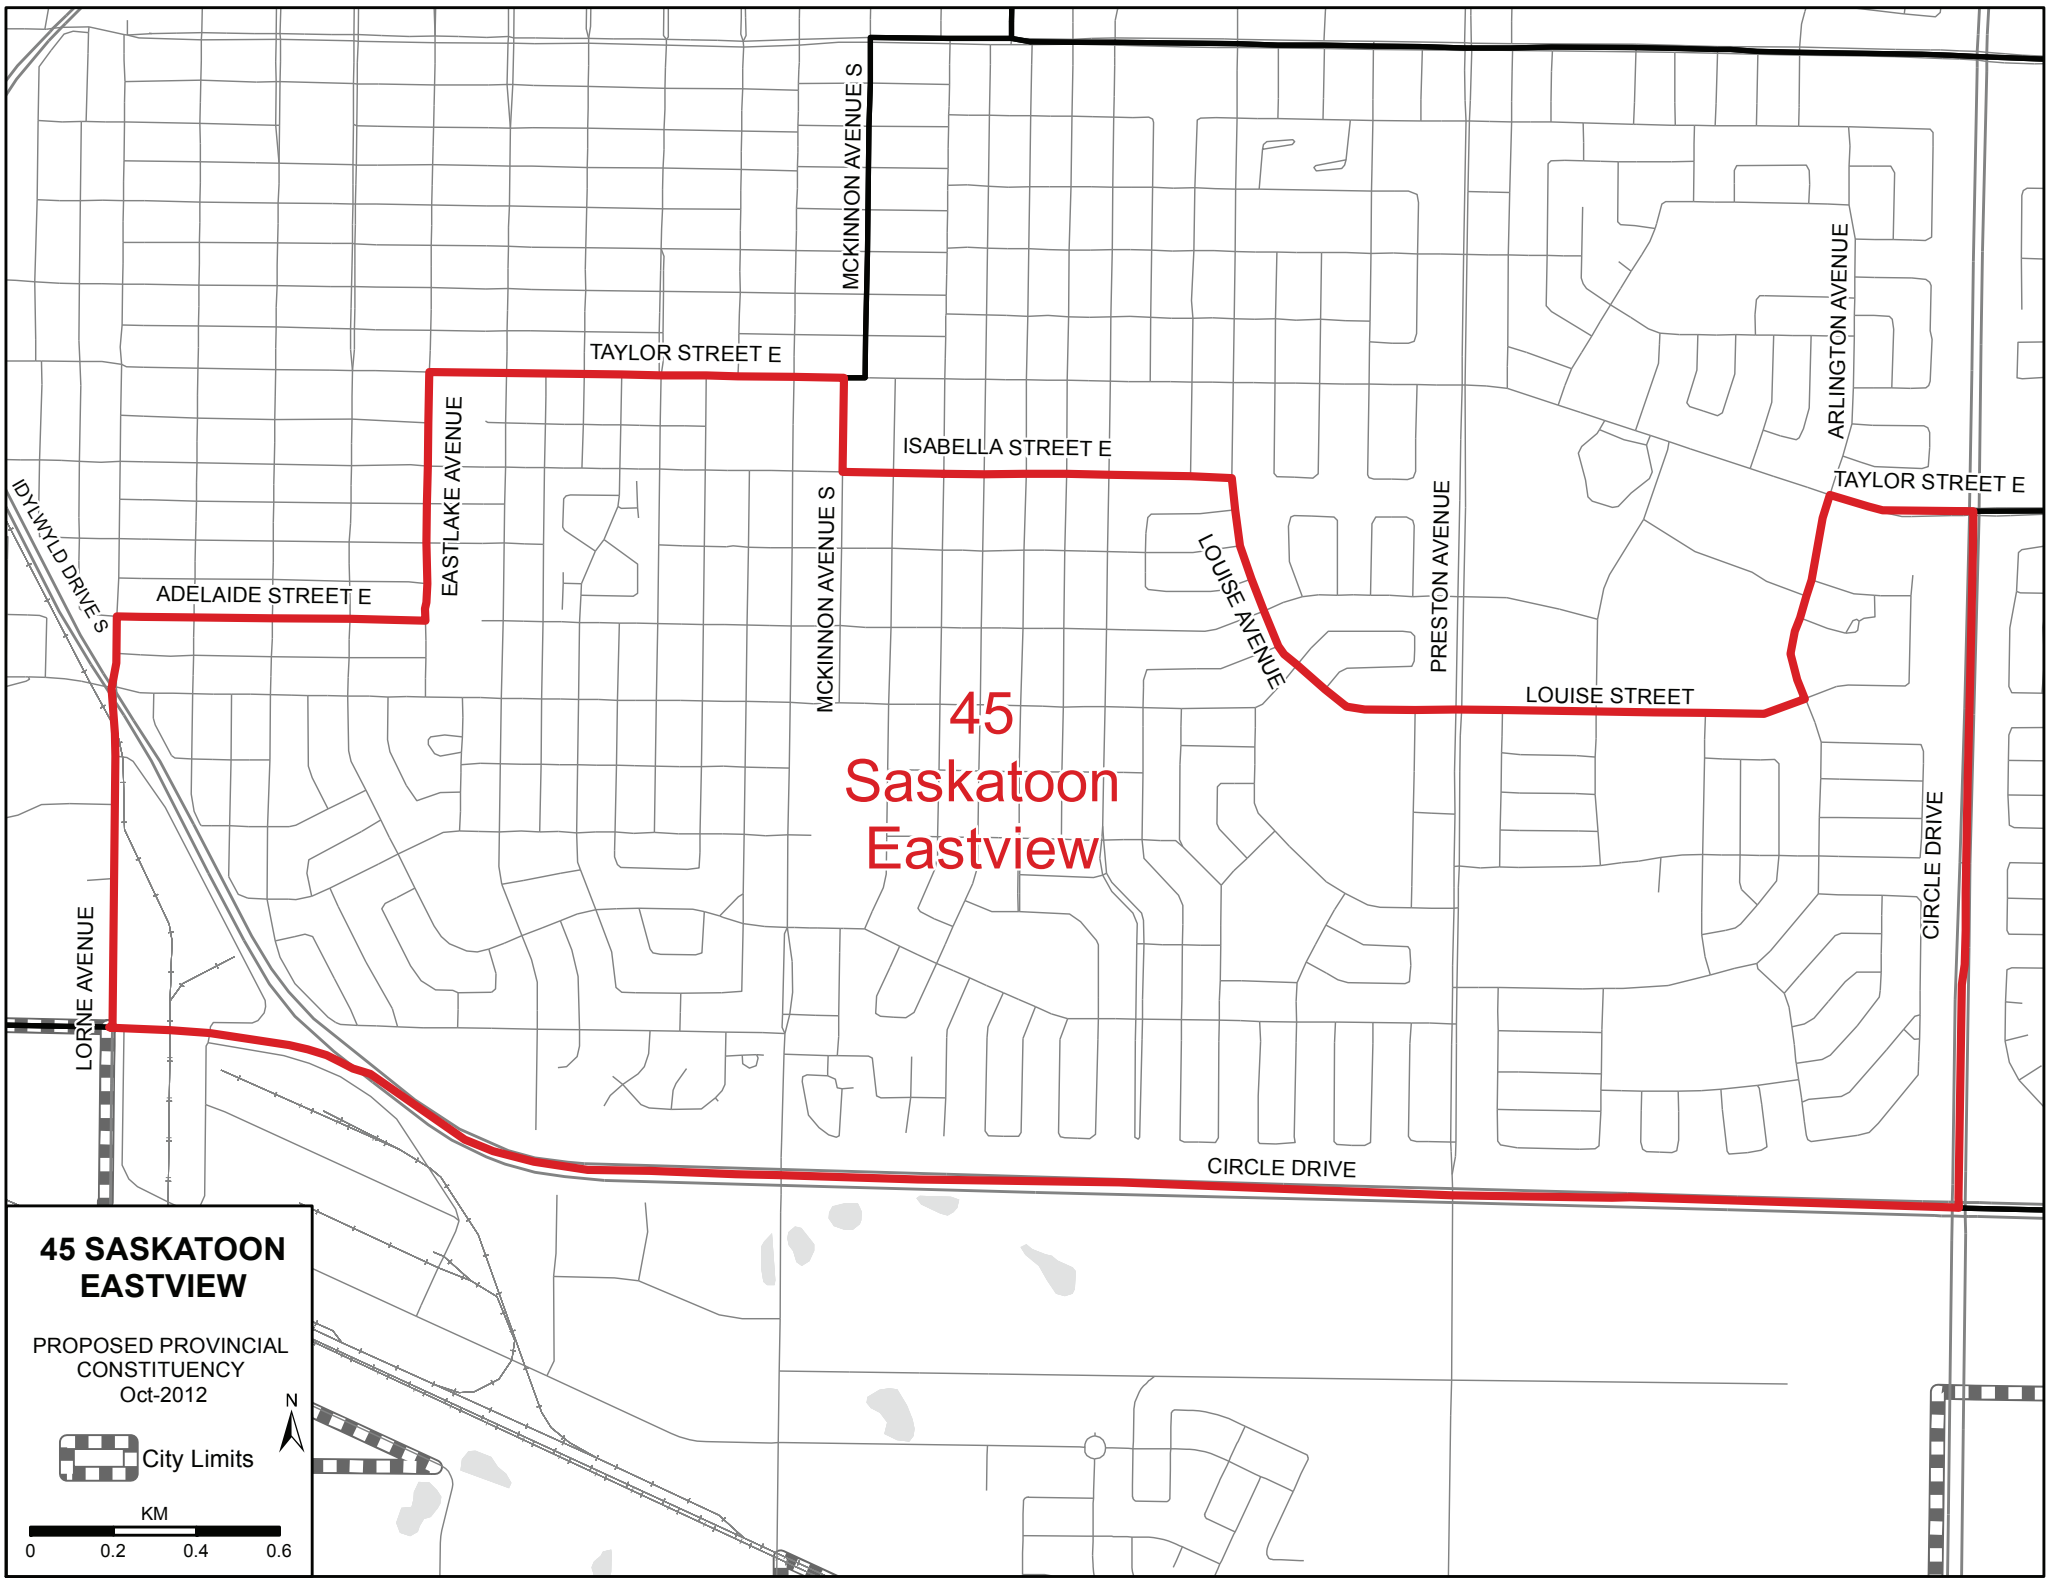 MCKINNON AVENUE S
ARLINGTON AVENUE
TAYLOR STREET E
EASTLAKE AVENUE
ISABELLA STREET E
TAYLOR STREET E
IDYLWYLD DRIVE S
MCKINNON AVENUE S
PRESTON AVENUE
LOUISE AVENUE
ADELAIDE STREET E
LOUISE STREET
45
Saskatoon
Eastview
CIRCLE DRIVE
LORNE AVENUE
CIRCLE DRIVE
45 SASKATOON
EASTVIEW
PROPOSED PROVINCIAL
CONSTITUENCY
Oct-2012
N
City Limits
KM
0 0.2 0.4 0.6